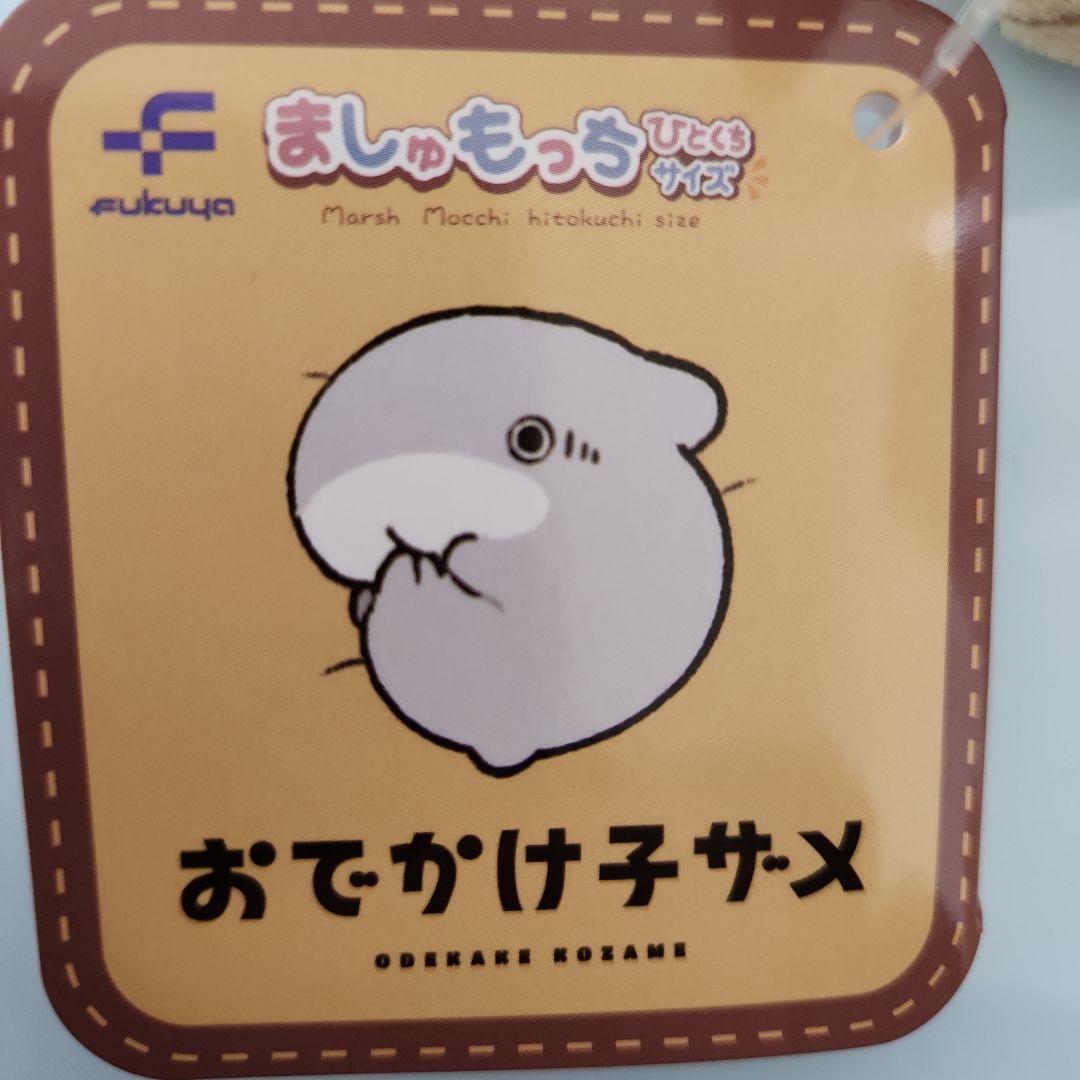 Fukuya
ましゅもっち ひとくち
サイズ
Marsh Mocchi hitokuchi size
おでかけ子ザメ
ODEKAKE KOZAME